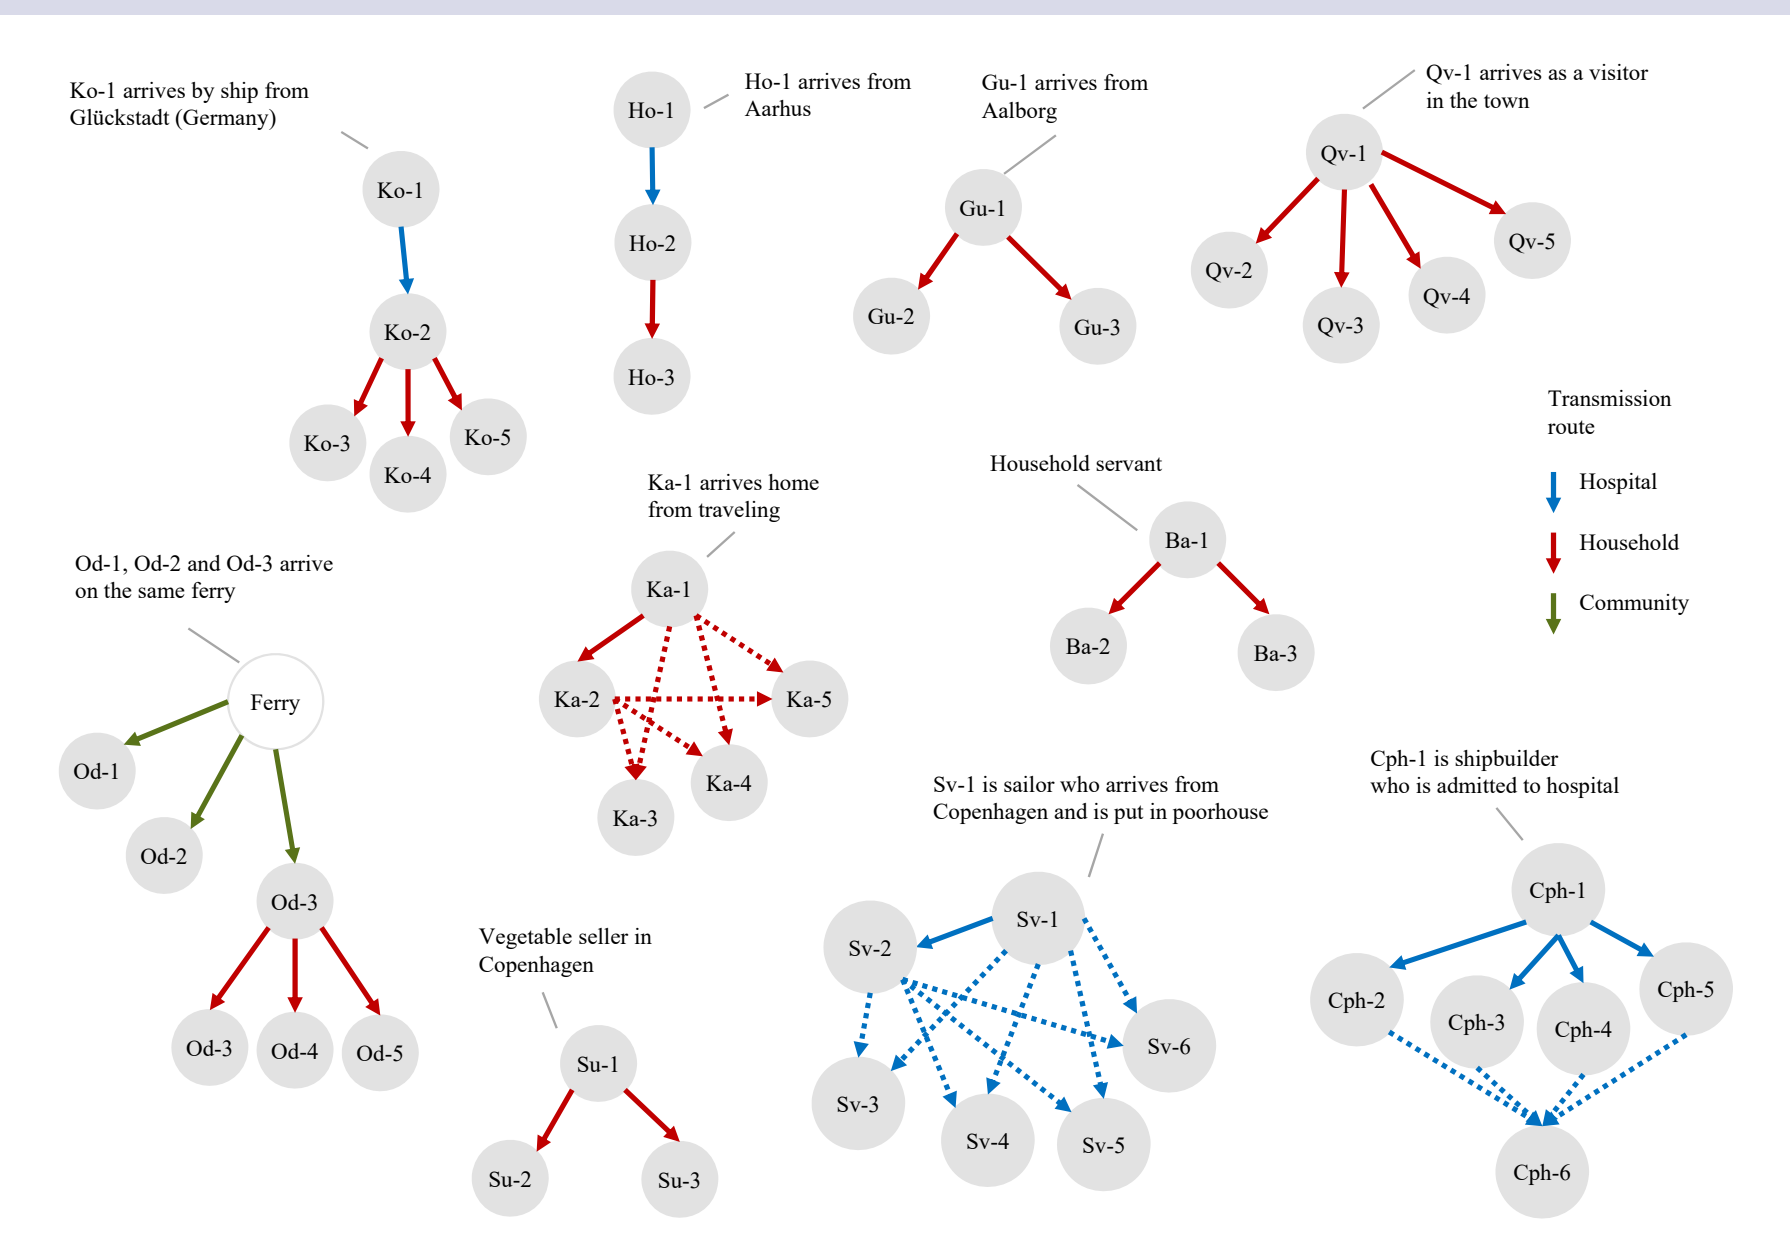 Ko-1 arrives by ship from
Glückstadt (Germany)
Ko-1
Ko-2
Ko-3
Ko-4
Ko-5
Ho-1 arrives from
Aarhus
Ho-1
Ho-2
Ho-3
Gu-1 arrives from
Aalborg
Gu-1
Gu-2
Gu-3
Qv-1 arrives as a visitor
in the town
Qv-1
Qv-2
Qv-3
Qv-4
Qv-5
Transmission
route
Hospital
Household
Community
Od-1, Od-2 and Od-3 arrive
on the same ferry
Ferry
Od-1
Od-2
Od-3
Od-3
Od-4
Od-5
Ka-1 arrives home
from traveling
Ka-1
Ka-2
Ka-5
Ka-4
Ka-3
Household servant
Ba-1
Ba-2
Ba-3
Vegetable seller in
Copenhagen
Su-1
Su-2
Su-3
Sv-1 is sailor who arrives from
Copenhagen and is put in poorhouse
Sv-1
Sv-2
Sv-3
Sv-4
Sv-5
Sv-6
Cph-1 is shipbuilder
who is admitted to hospital
Cph-1
Cph-2
Cph-3
Cph-4
Cph-5
Cph-6